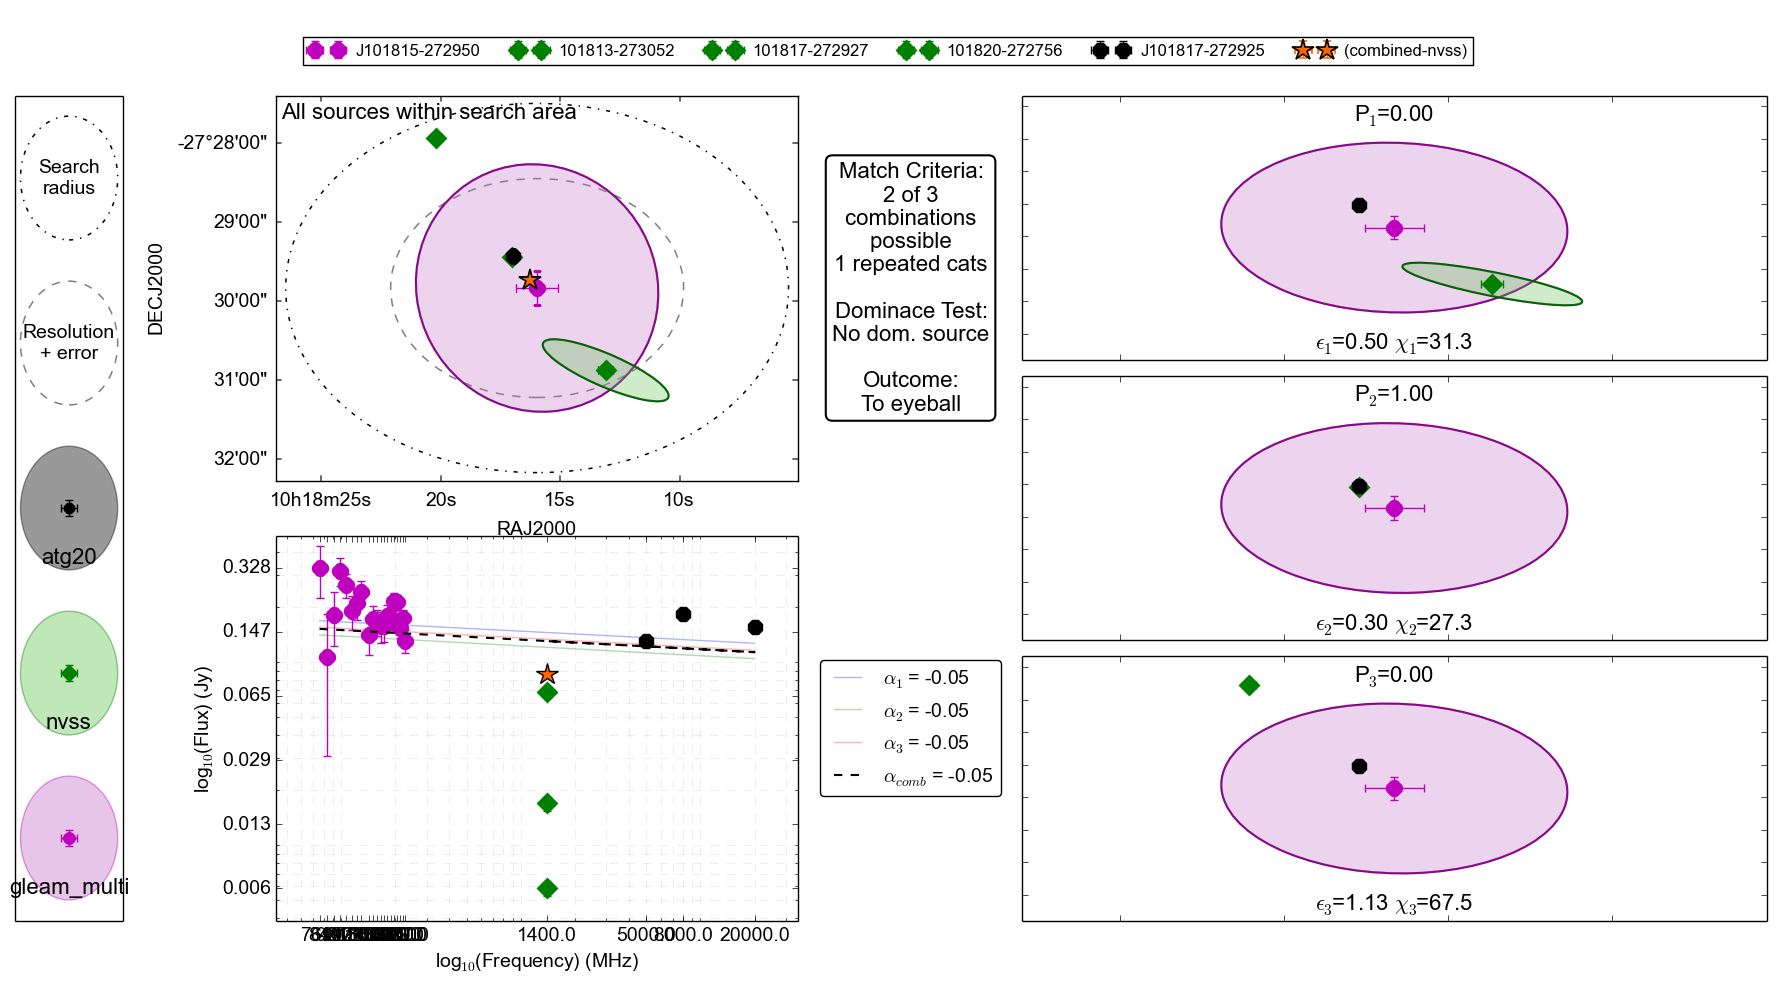 J101815-272950 101813-273052 101817-272927 101820-272756 J101817-272925 (combined-nvss)
Search
radius
Resolution
+ error
atg20
nvss
gleam_multi
All sources within search area
DECJ2000
-27°28'00"
29'00"
30'00"
31'00"
32'00"
10h18m25s 20s 15s 10s
RAJ2000
Match Criteria:
2 of 3
combinations
possible
1 repeated cats
Dominace Test:
No dom. source
Outcome:
To eyeball
log10(Flux) (Jy)
0.328
0.147
0.065
0.029
0.013
0.006
1400.0 5000.0 8000.0 20000.0
log10(Frequency) (MHz)
α1 = -0.05
α2 = -0.05
α3 = -0.05
αcomb = -0.05
P1=0.00
ϵ1=0.50 χ1=31.3
P2=1.00
ϵ2=0.30 χ2=27.3
P3=0.00
ϵ3=1.13 χ3=67.5